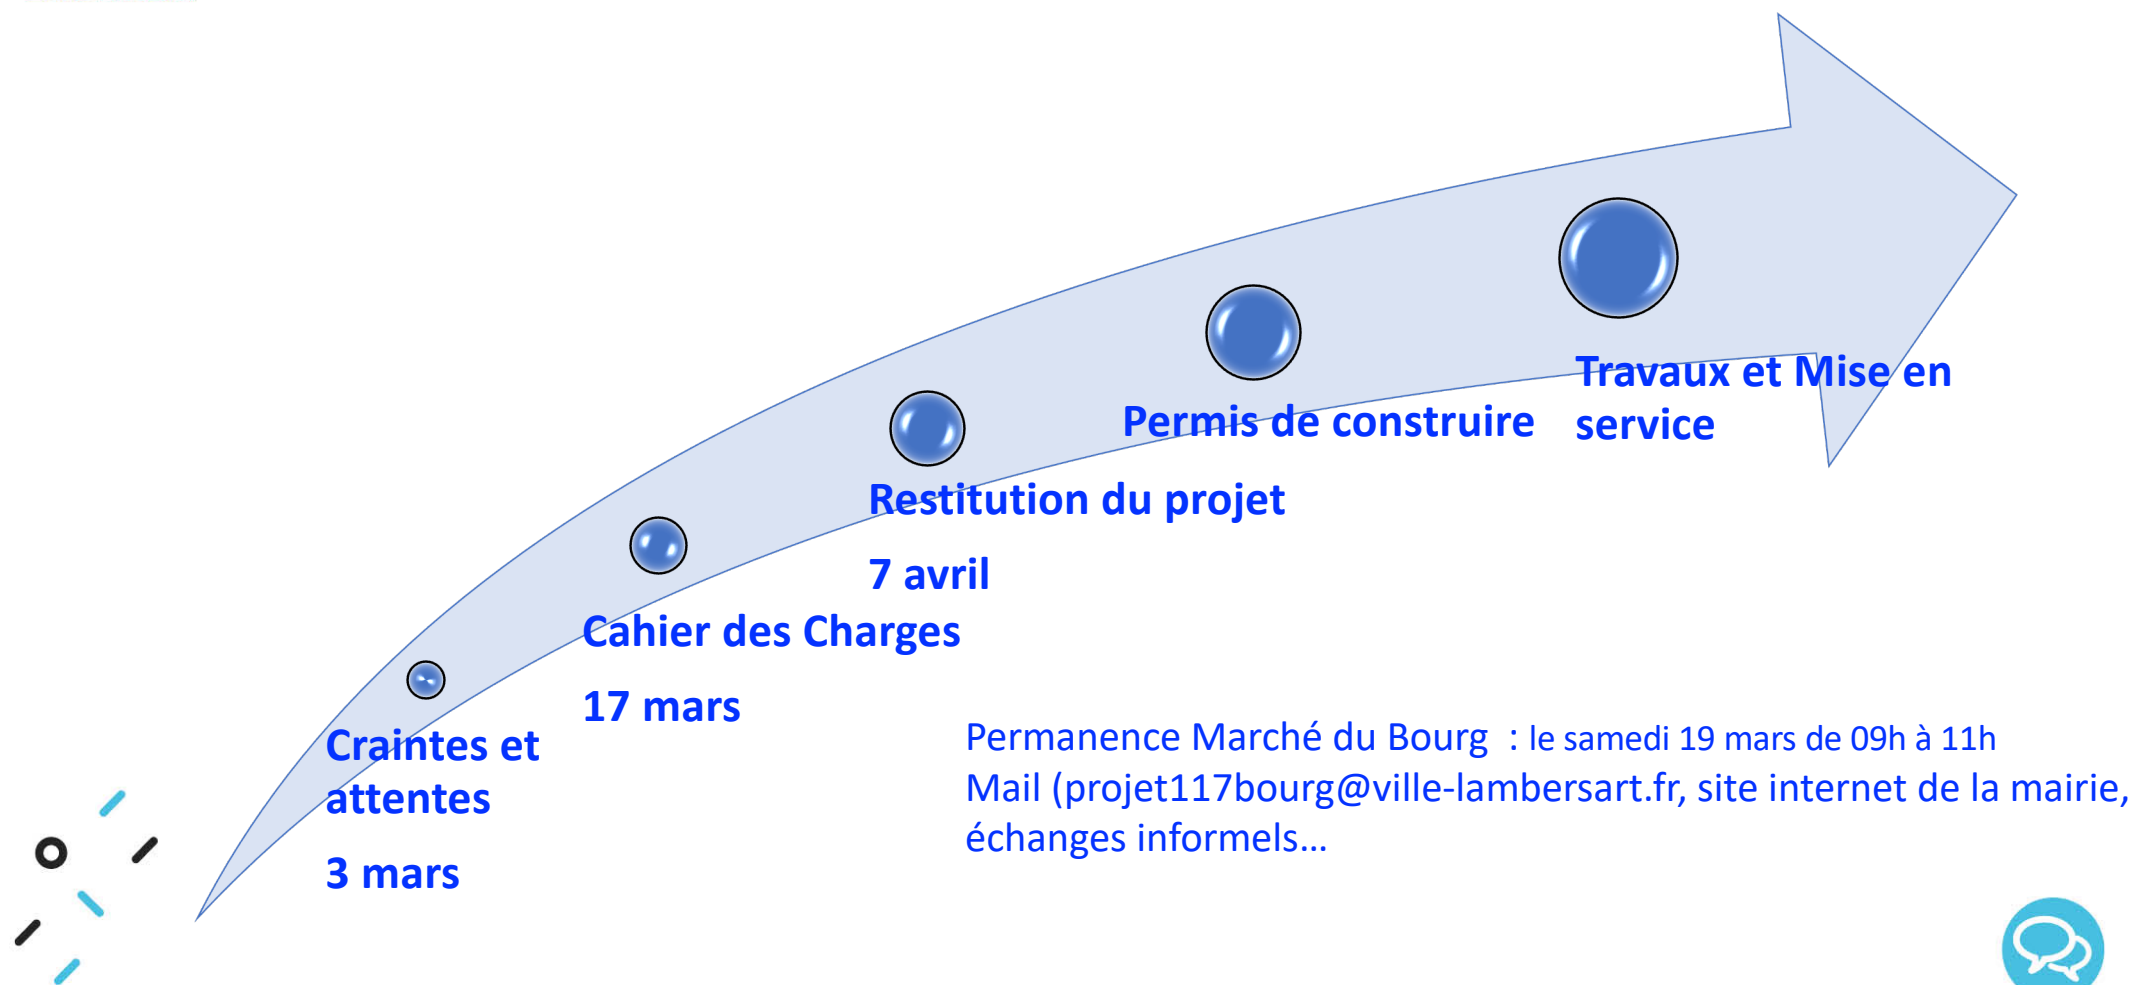 Craintes et
attentes
3 mars
Cahier des Charges
17 mars
Restitution du projet
7 avril
Permis de construire
Travaux et Mise en
service
Permanence Marché du Bourg : le samedi 19 mars de 09h à 11h
Mail (projet117bourg@ville-lambersart.fr, site internet de la mairie,
échanges informels...